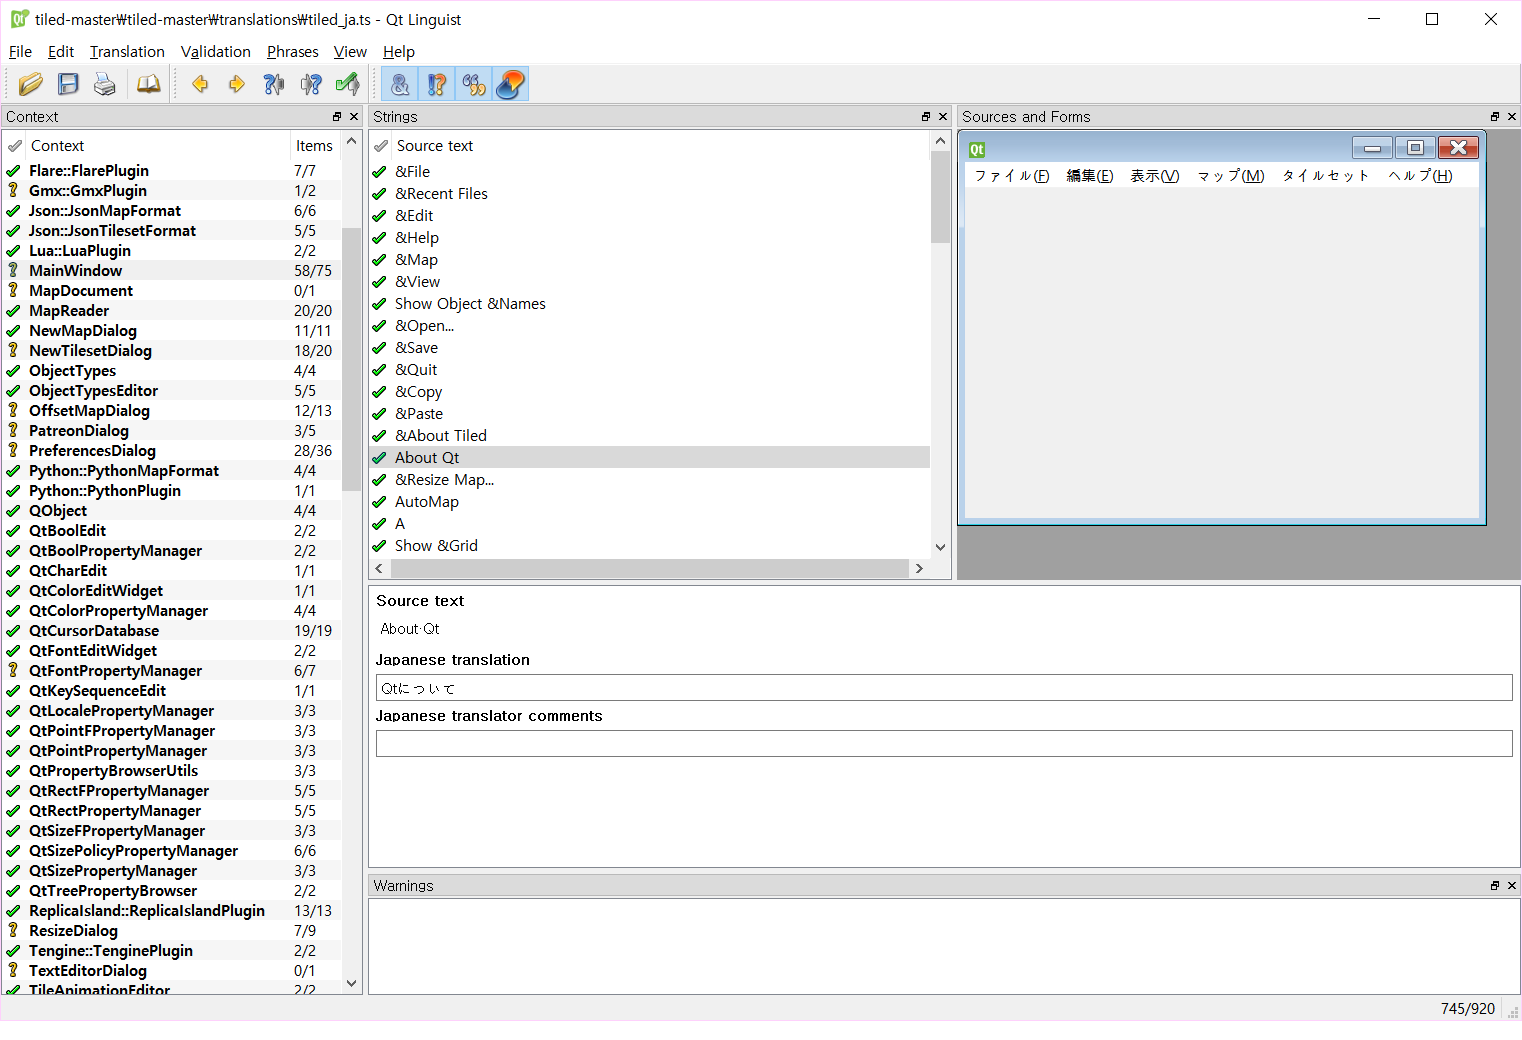 tiled-master₩tiled-master₩translations₩tiled_ja.ts - Qt Linguist
File Edit Translation Validation Phrases View Help
Context
Context Items
Flare::FlarePlugin 7/7
Gmx::GmxPlugin 1/2
Json::JsonMapFormat 6/6
Json::JsonTilesetFormat 5/5
Lua::LuaPlugin 2/2
MainWindow 58/75
MapDocument 0/1
MapReader 20/20
NewMapDialog 11/11
NewTilesetDialog 18/20
ObjectTypes 4/4
ObjectTypesEditor 5/5
OffsetMapDialog 12/13
PatreonDialog 3/5
PreferencesDialog 28/36
Python::PythonMapFormat 4/4
Python::PythonPlugin 1/1
QObject 4/4
QtBoolEdit 2/2
QtBoolPropertyManager 2/2
QtCharEdit 1/1
QtColorEditWidget 1/1
QtColorPropertyManager 4/4
QtCursorDatabase 19/19
QtFontEditWidget 2/2
QtFontPropertyManager 6/7
QtKeySequenceEdit 1/1
QtLocalePropertyManager 3/3
QtPointFPropertyManager 3/3
QtPointPropertyManager 3/3
QtPropertyBrowserUtils 3/3
QtRectFPropertyManager 5/5
QtRectPropertyManager 5/5
QtSizeFPropertyManager 3/3
QtSizePolicyPropertyManager 6/6
QtSizePropertyManager 3/3
QtTreePropertyBrowser 2/2
ReplicaIsland::ReplicaIslandPlugin 13/13
ResizeDialog 7/9
Tengine::TenginePlugin 2/2
TextEditorDialog 0/1
TileAnimationEditor 2/2
Strings
Source text
&File
&Recent Files
&Edit
&Help
&Map
&View
Show Object &Names
&Open...
&Save
&Quit
&Copy
&Paste
&About Tiled
About Qt
&Resize Map...
AutoMap
A
Show &Grid
Sources and Forms
Qt
ファイル(F) 編集(E) 表示(V) マップ(M) タイルセット ヘルプ(H)
Source text
About·Qt
Japanese translation
Qtについて
Japanese translator comments
Warnings
745/920